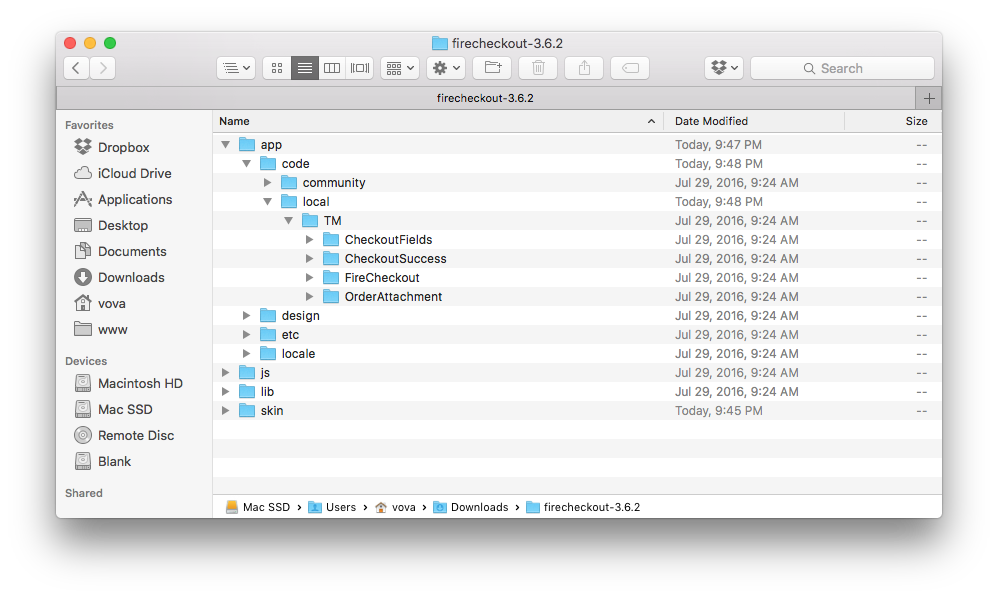 firecheckout-3.6.2
Search
firecheckout-3.6.2
Favorites
Dropbox
iCloud Drive
Applications
Desktop
Documents
Downloads
vova
www
Devices
Macintosh HD
Mac SSD
Remote Disc
Blank
Shared
Name Date Modified Size
app Today, 9:47 PM --
code Today, 9:48 PM --
community Jul 29, 2016, 9:24 AM --
local Today, 9:48 PM --
TM Jul 29, 2016, 9:24 AM --
CheckoutFields Jul 29, 2016, 9:24 AM --
CheckoutSuccess Jul 29, 2016, 9:24 AM --
FireCheckout Jul 29, 2016, 9:24 AM --
OrderAttachment Jul 29, 2016, 9:24 AM --
design Jul 29, 2016, 9:24 AM --
etc Jul 29, 2016, 9:24 AM --
locale Jul 29, 2016, 9:24 AM --
js Jul 29, 2016, 9:24 AM --
lib Jul 29, 2016, 9:24 AM --
skin Today, 9:45 PM --
Mac SSD › Users › vova › Downloads › firecheckout-3.6.2